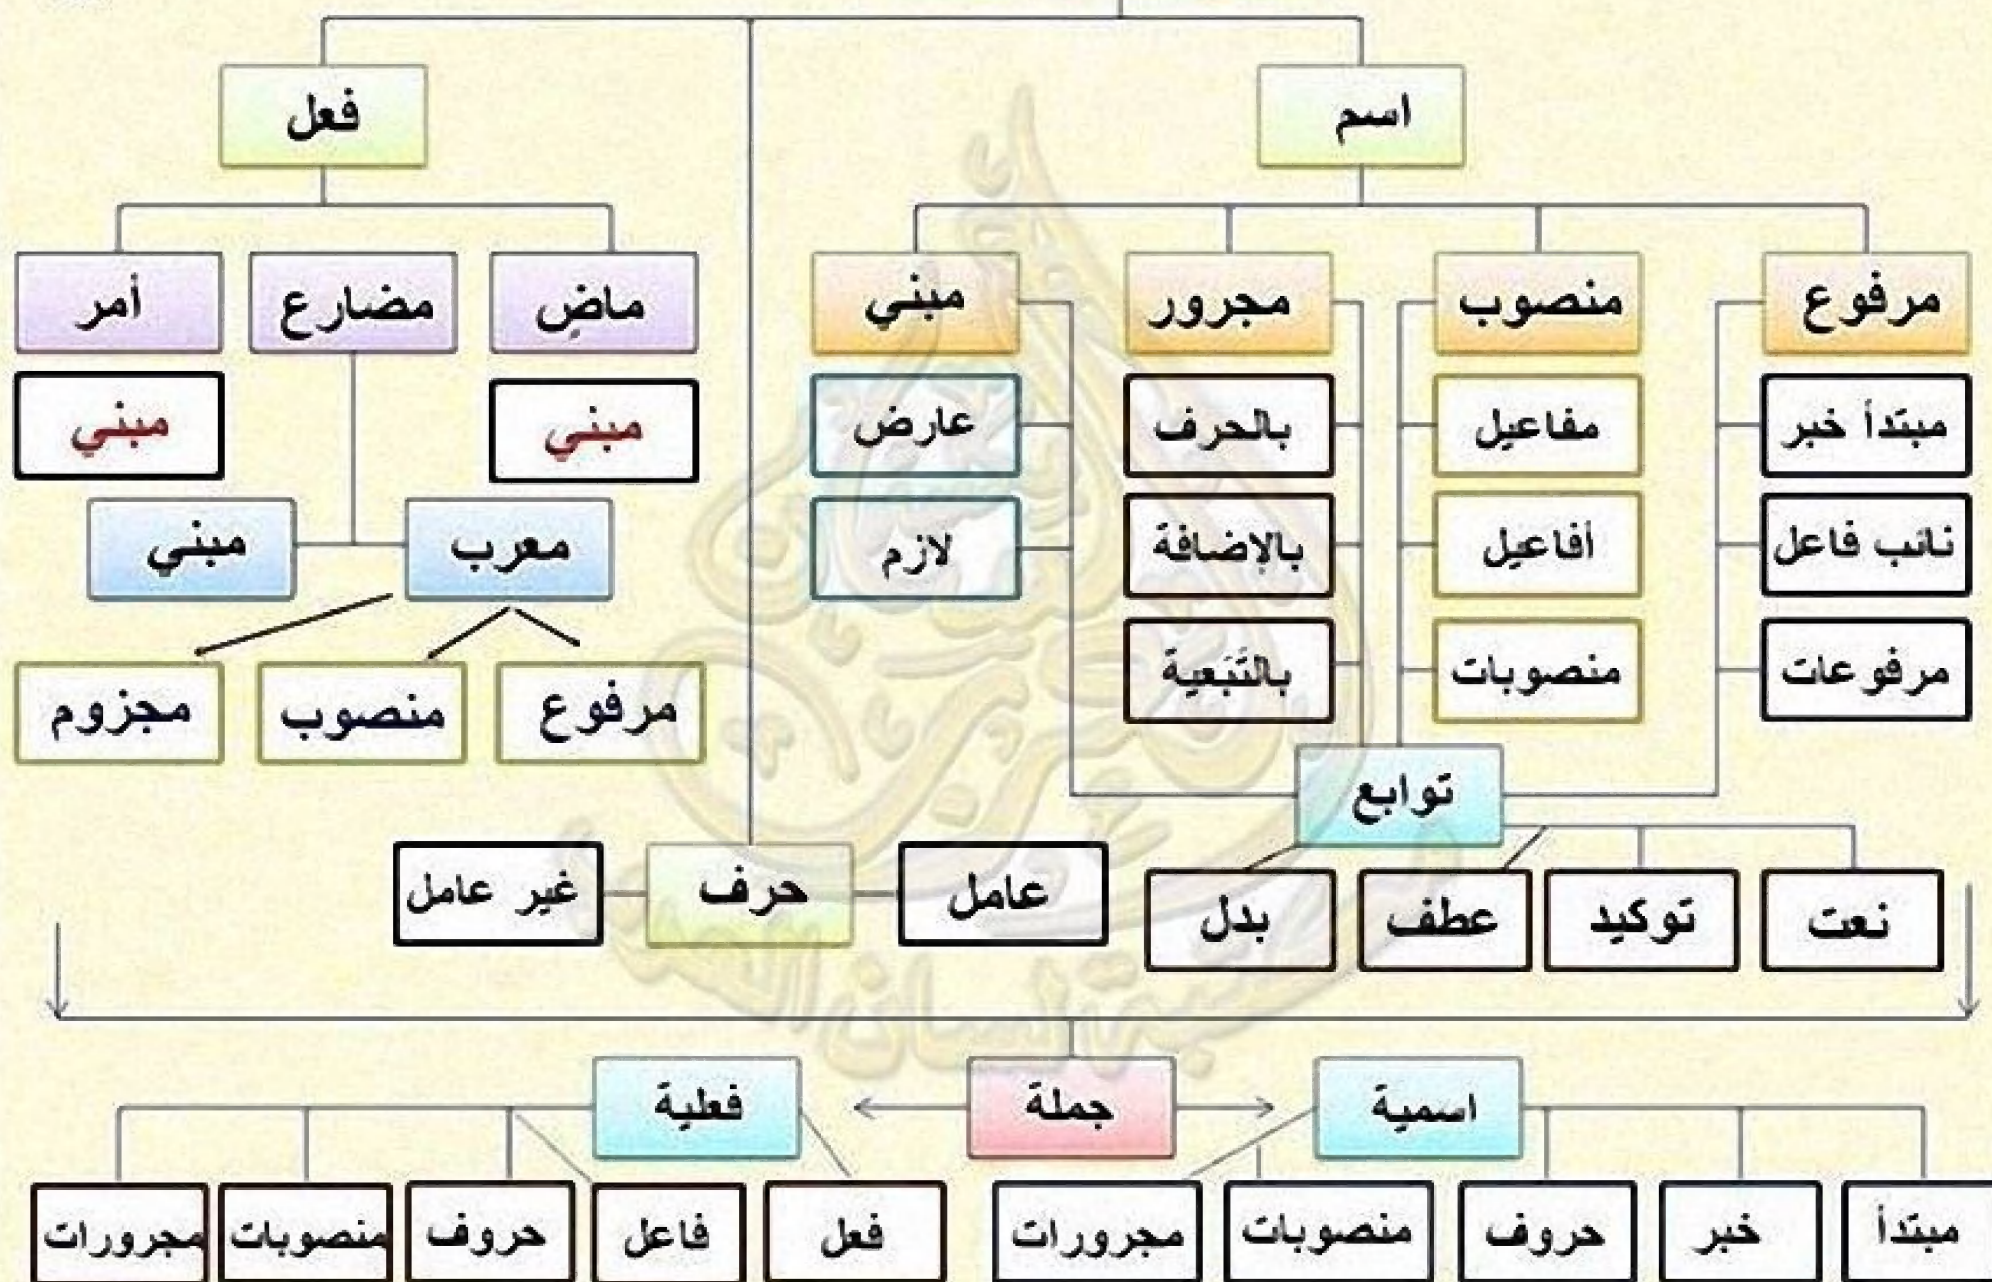 اسم
فعل
مرفوع
منصوب
مجرور
مبني
ماضٍ
مضارع
أمر
مبتدأ خبر
مفاعيل
بالحرف
عارض
مبني
مبني
نائب فاعل
أفاعيل
بالإضافة
لازم
معرب
مبني
مرفوعات
منصوبات
بالتَّبَعية
مرفوع
منصوب
مجزوم
توابع
عامل
حرف
غير عامل
نعت
توكيد
عطف
بدل
جملة
اسمية
فعلية
مبتدأ
خبر
حروف
منصوبات
مجرورات
فعل
فاعل
حروف
منصوبات
مجرورات